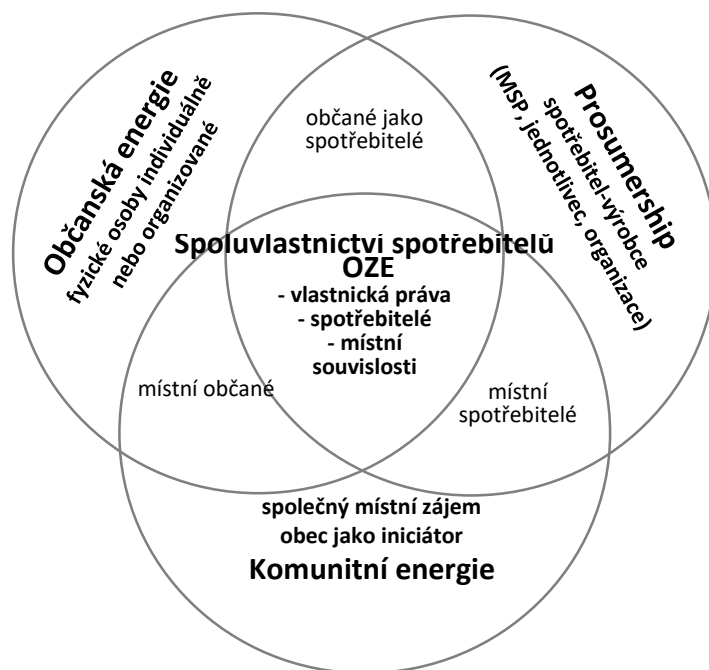 Občanská energie
fyzické osoby individuálně
nebo organizované
občané jako
spotřebitelé
Prosumership
spotřebitel-výrobce
(MSP, jednotlivec, organizace)
Spoluvlastnictví spotřebitelů
OZE
- vlastnická práva
- spotřebitelé
- místní
souvislosti
místní občané
místní
spotřebitelé
společný místní zájem
obec jako iniciátor
Komunitní energie